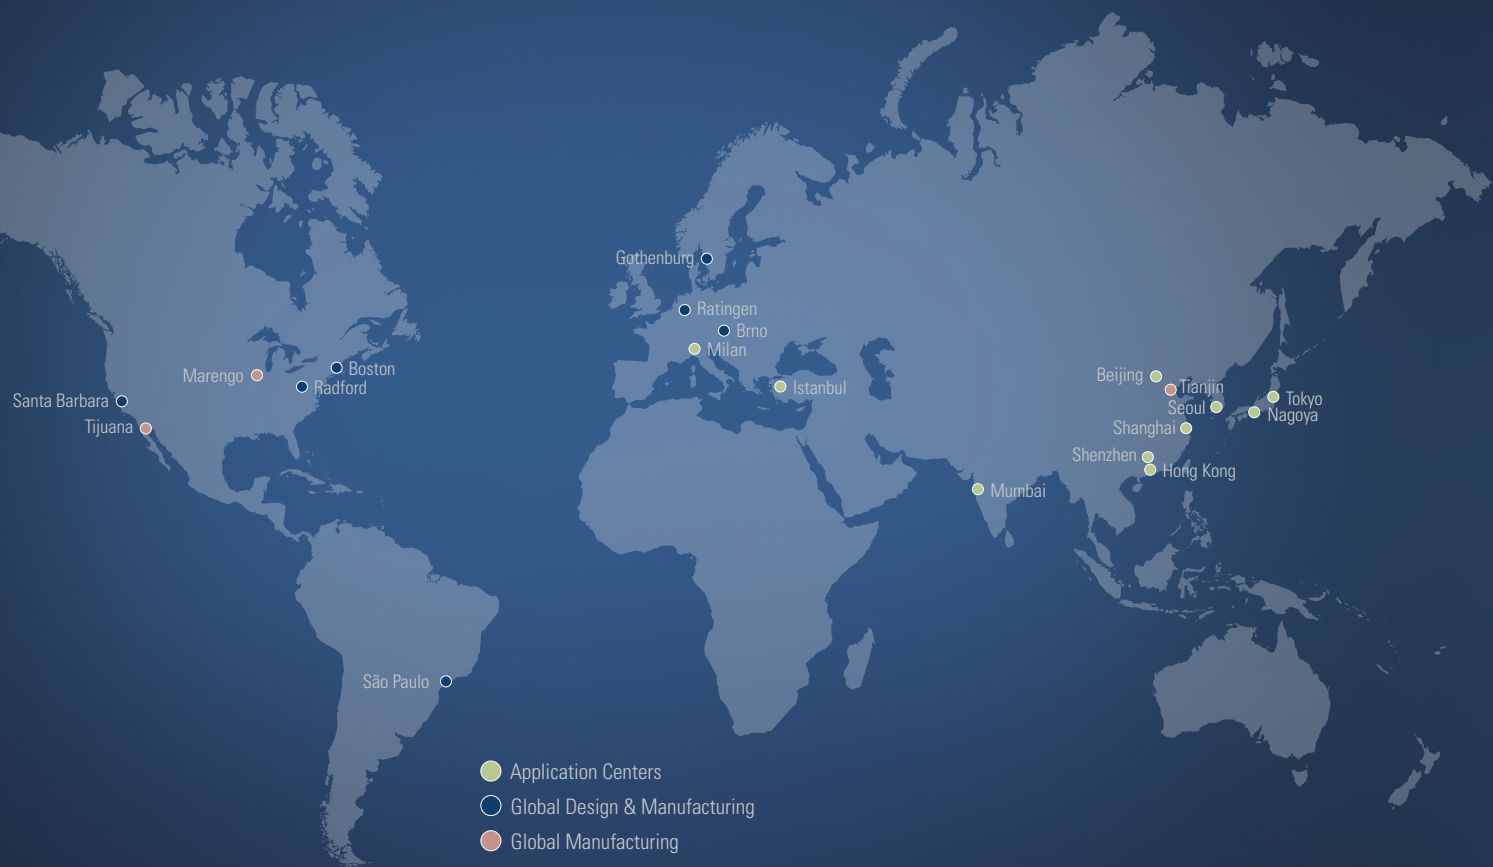 Gothenburg
Ratingen
Brno
Milan
Boston
Marengo
Radford
Istanbul
Santa Barbara
Tijuana
Beijing
Tianjin
Seoul
Tokyo
Nagoya
Shanghai
Shenzhen
Hong Kong
Mumbai
São Paulo
Application Centers
Global Design & Manufacturing
Global Manufacturing